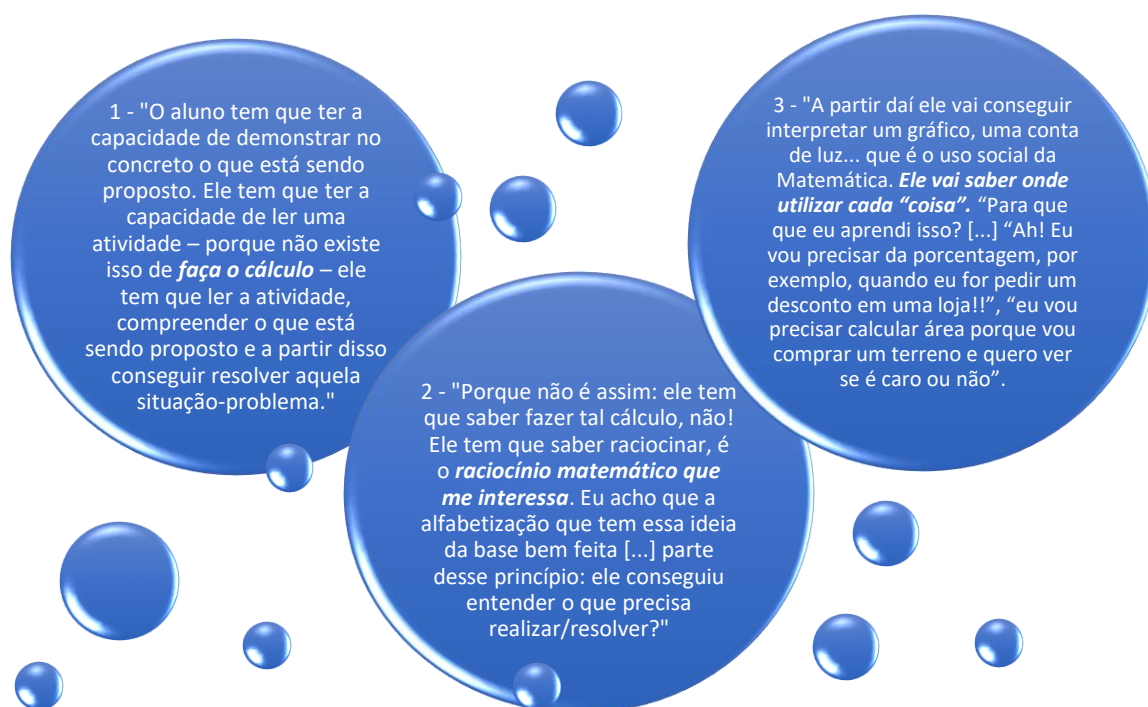 1 - "O aluno tem que ter a
capacidade de demonstrar no
concreto o que está sendo
proposto. Ele tem que ter a
capacidade de ler uma
atividade – porque não existe
isso de faça o cálculo – ele
tem que ler a atividade,
compreender o que está
sendo proposto e a partir disso
conseguir resolver aquela
situação-problema."
2 - "Porque não é assim: ele tem
que saber fazer tal cálculo, não!
Ele tem que saber raciocinar, é
o raciocínio matemático que
me interessa. Eu acho que a
alfabetização que tem essa ideia
da base bem feita [...] parte
desse princípio: ele conseguiu
entender o que precisa
realizar/resolver?"
3 - "A partir daí ele vai conseguir
interpretar um gráfico, uma conta
de luz... que é o uso social da
Matemática. Ele vai saber onde
utilizar cada “coisa”. “Para que
que eu aprendi isso? [...] “Ah! Eu
vou precisar da porcentagem, por
exemplo, quando eu for pedir um
desconto em uma loja!!”, “eu vou
precisar calcular área porque vou
comprar um terreno e quero ver
se é caro ou não”.